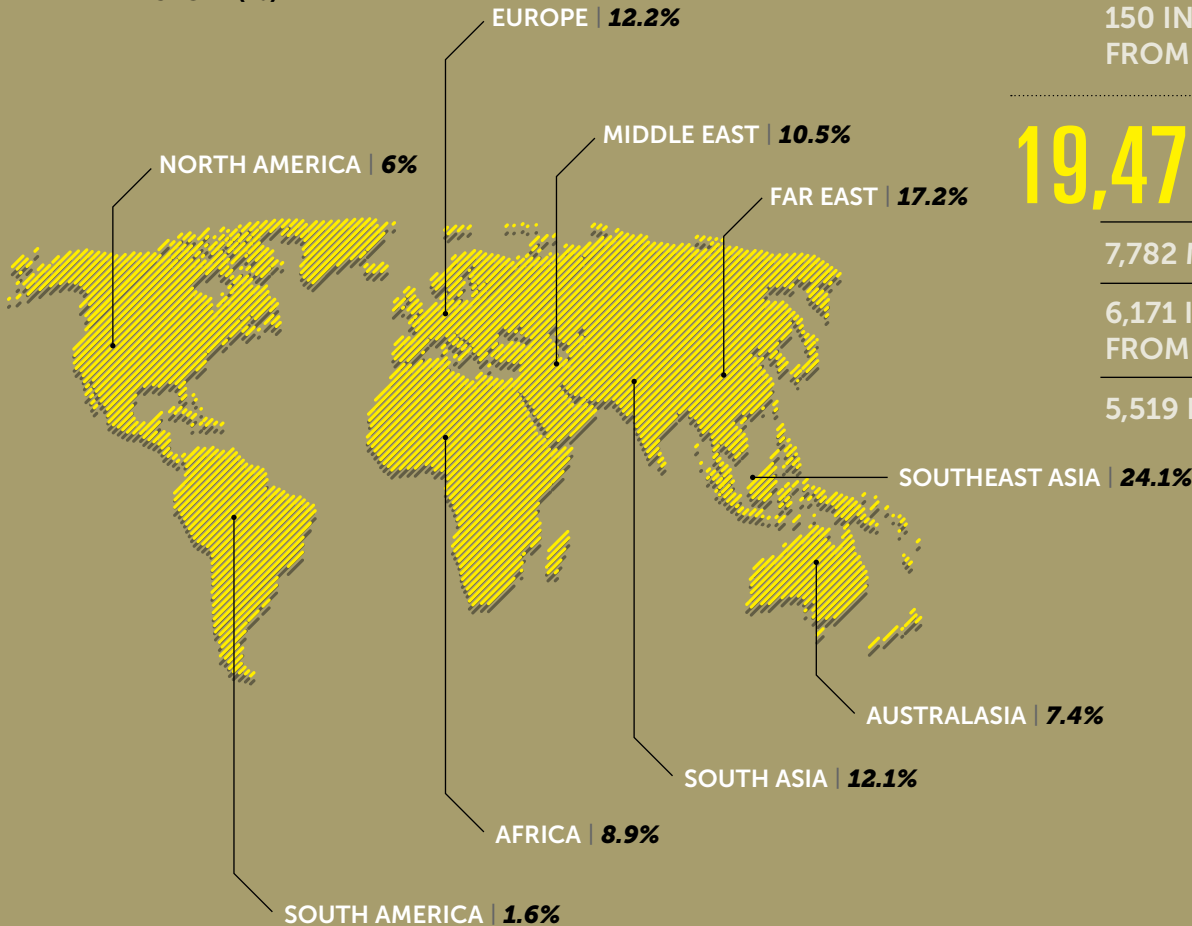 EUROPE | 12.2%
150 IN
FROM
MIDDLE EAST | 10.5%
NORTH AMERICA | 6%
FAR EAST | 17.2%
19,47
7,782
6,171
FROM
5,519
SOUTHEAST ASIA | 24.1%
AUSTRALASIA | 7.4%
SOUTH ASIA | 12.1%
AFRICA | 8.9%
SOUTH AMERICA | 1.6%